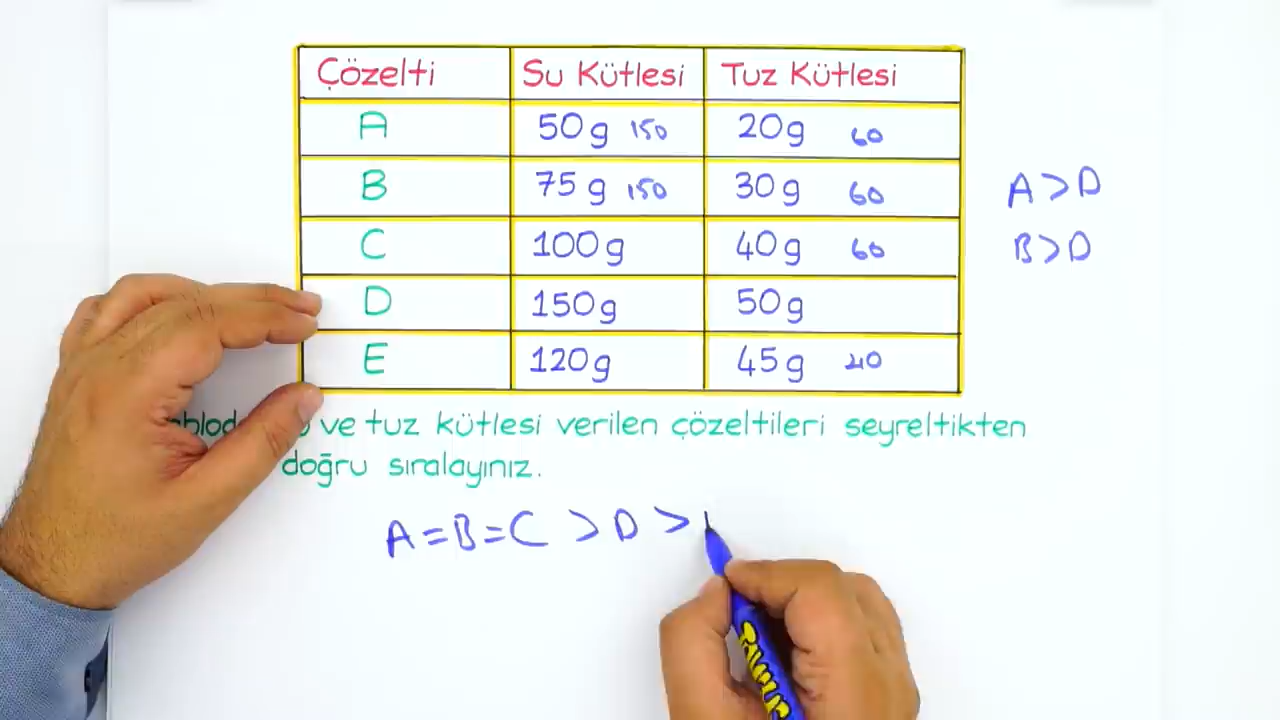 Çözelti Su Kütlesi Tuz Kütlesi
A 50g 150 20g 60
B 75g 150 30g 60
C 100g 40g 60
D 150g 50g
E 120g 45g 40
A>D
B>D
ve tuz kütlesi verilen çözeltileri seyreltikten
doğru sıralayınız.
A=B=C >D >